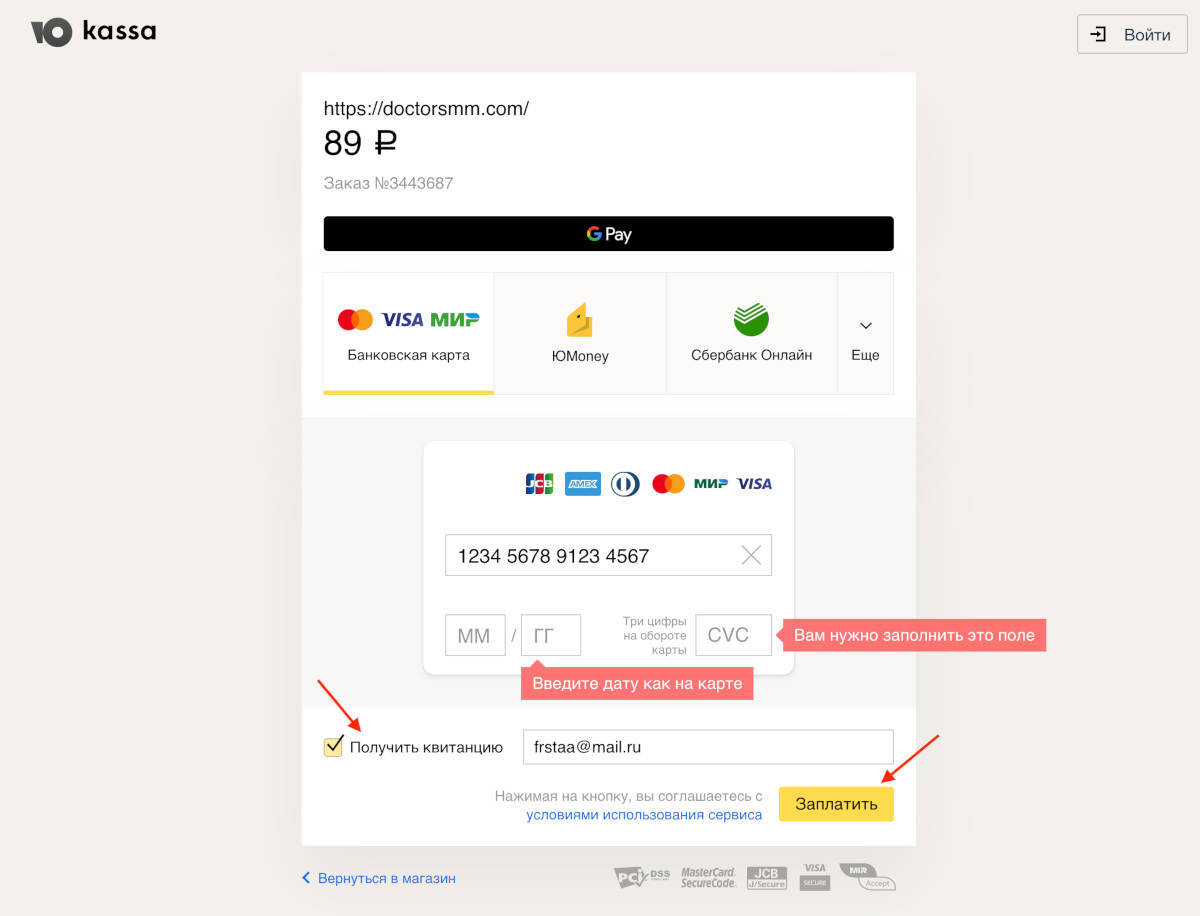 Ю kassa
Войти
https://doctorsmm.com/
89 ₽
Заказ №3443687
G Pay
VISA МИР
Банковская карта
ЮMoney
Сбербанк Онлайн
Еще
JCB AMEX МИР VISA
1234 5678 9123 4567
ММ / ГГ
Три цифры
на обороте
карты
CVC
Вам нужно заполнить это поле
Введите дату как на карте
Получить квитанцию
frstaa@mail.ru
Нажимая на кнопку, вы соглашаетесь с
условиями использования сервиса
Заплатить
Вернуться в магазин
PCI DSS
MasterCard.
SecureCode.
JCB
J/Secure
VISA
SECURE
MIR
Accept